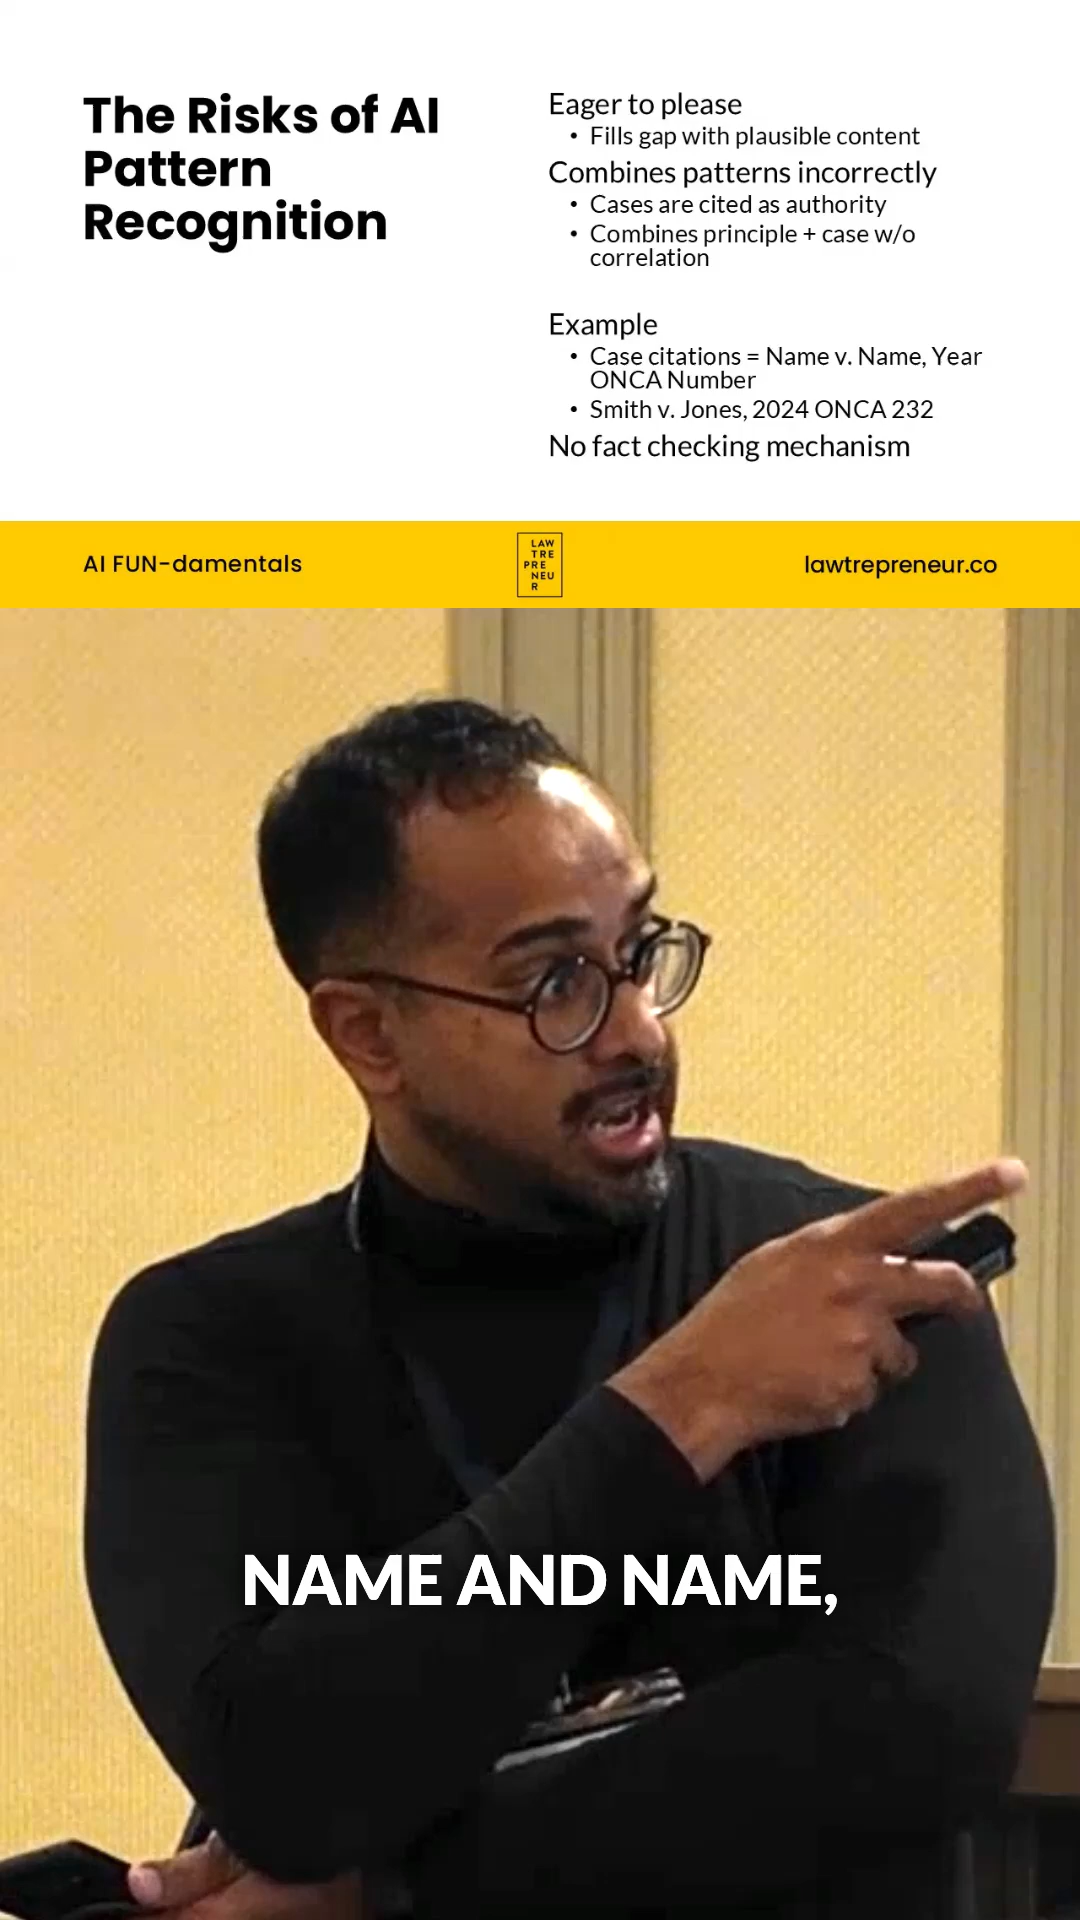 The Risks of AI
Pattern
Recognition
Eager to please
• Fills gap with plausible content
Combines patterns incorrectly
• Cases are cited as authority
• Combines principle + case w/o
correlation
Example
• Case citations = Name v. Name, Year
ONCA Number
• Smith v. Jones, 2024 ONCA 232
No fact checking mechanism
AI FUN-damentals
LAW
TRE
PRE
NEU
R
lawtrepreneur.co
NAME AND NAME,